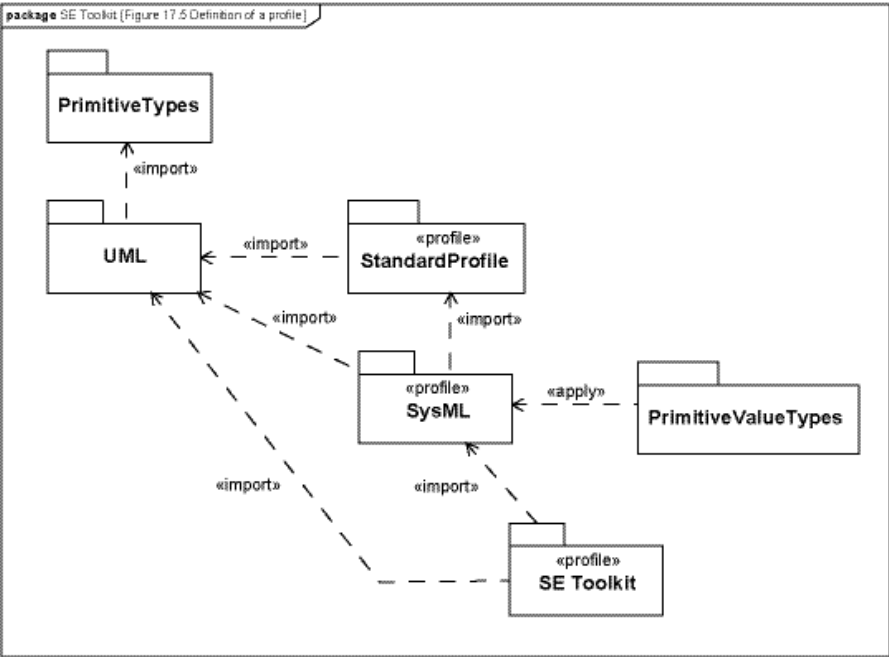 package SE Toolkit [Figure 17.5 Definition of a profile]
PrimitiveTypes
«import»
UML
«import»
«profile»
StandardProfile
«import»
«import»
«profile»
SysML
«apply»
PrimitiveValueTypes
«import»
«import»
«profile»
SE Toolkit